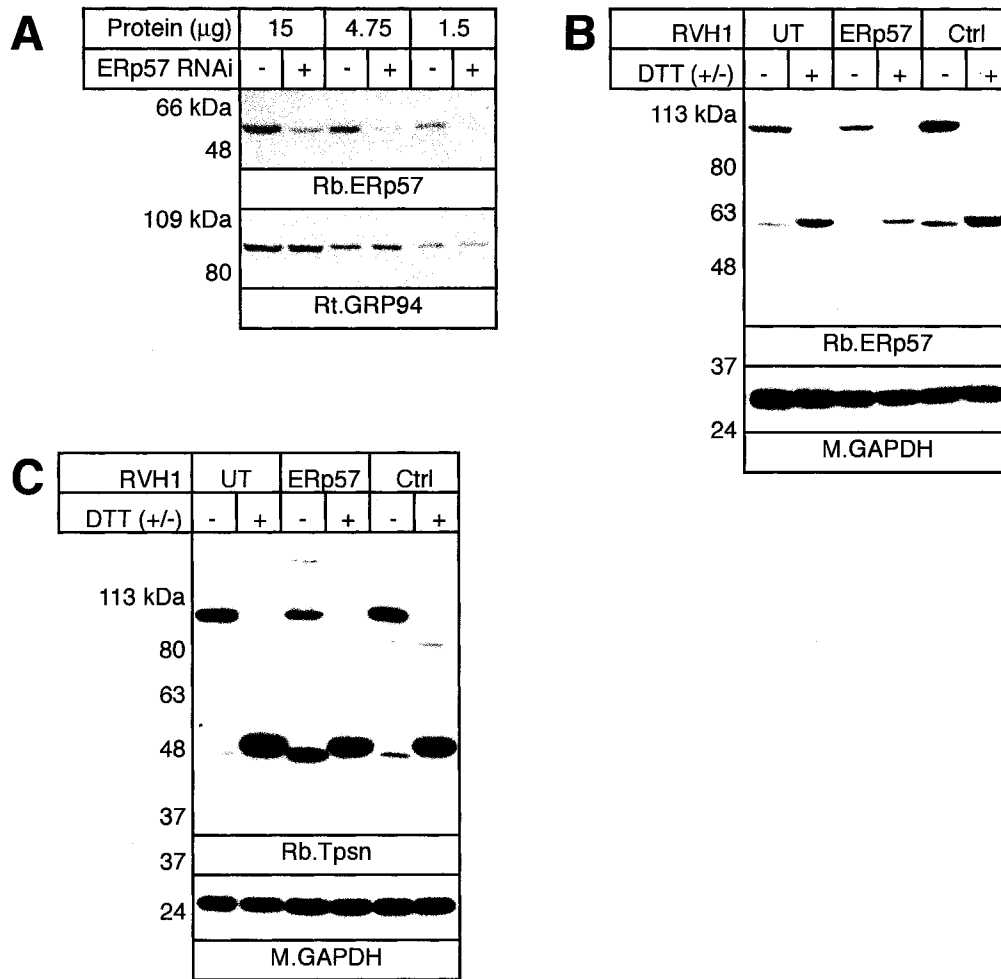 A
Protein (μg) 15 4.75 1.5
ERp57 RNAi - + - + - +
66 kDa
48
Rb.ERp57
109 kDa
80
Rt.GRP94
B
RVH1 UT ERp57 Ctrl
DTT (+/-) - + - + - +
113 kDa
80
63
48
Rb.ERp57
37
24
M.GAPDH
C
RVH1 UT ERp57 Ctrl
DTT (+/-) - + - + - +
113 kDa
80
63
48
37
Rb.Tpsn
37
24
M.GAPDH